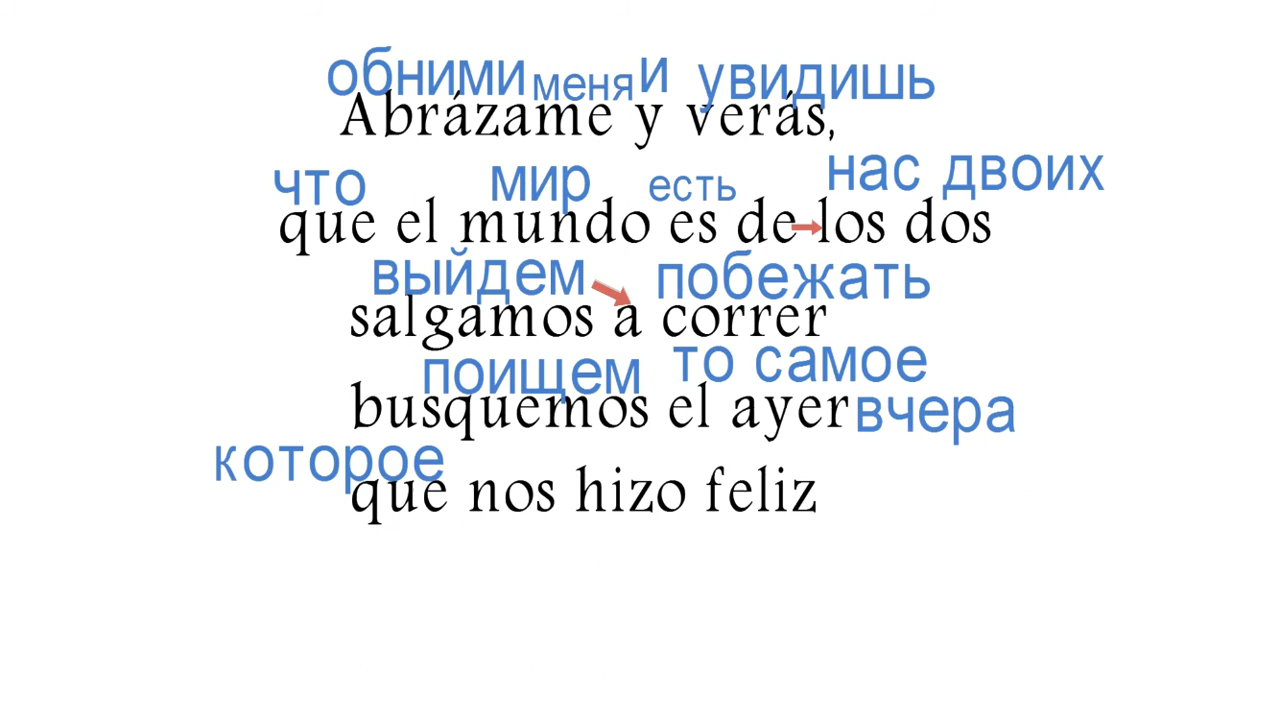 обними меня и увидишь
Abrázame y verás,
что мир есть нас двоих
que el mundo es de los dos
выйдем побежать
salgamos a correr
поищем то самое
busquemos el ayer вчера
которое
que nos hizo feliz